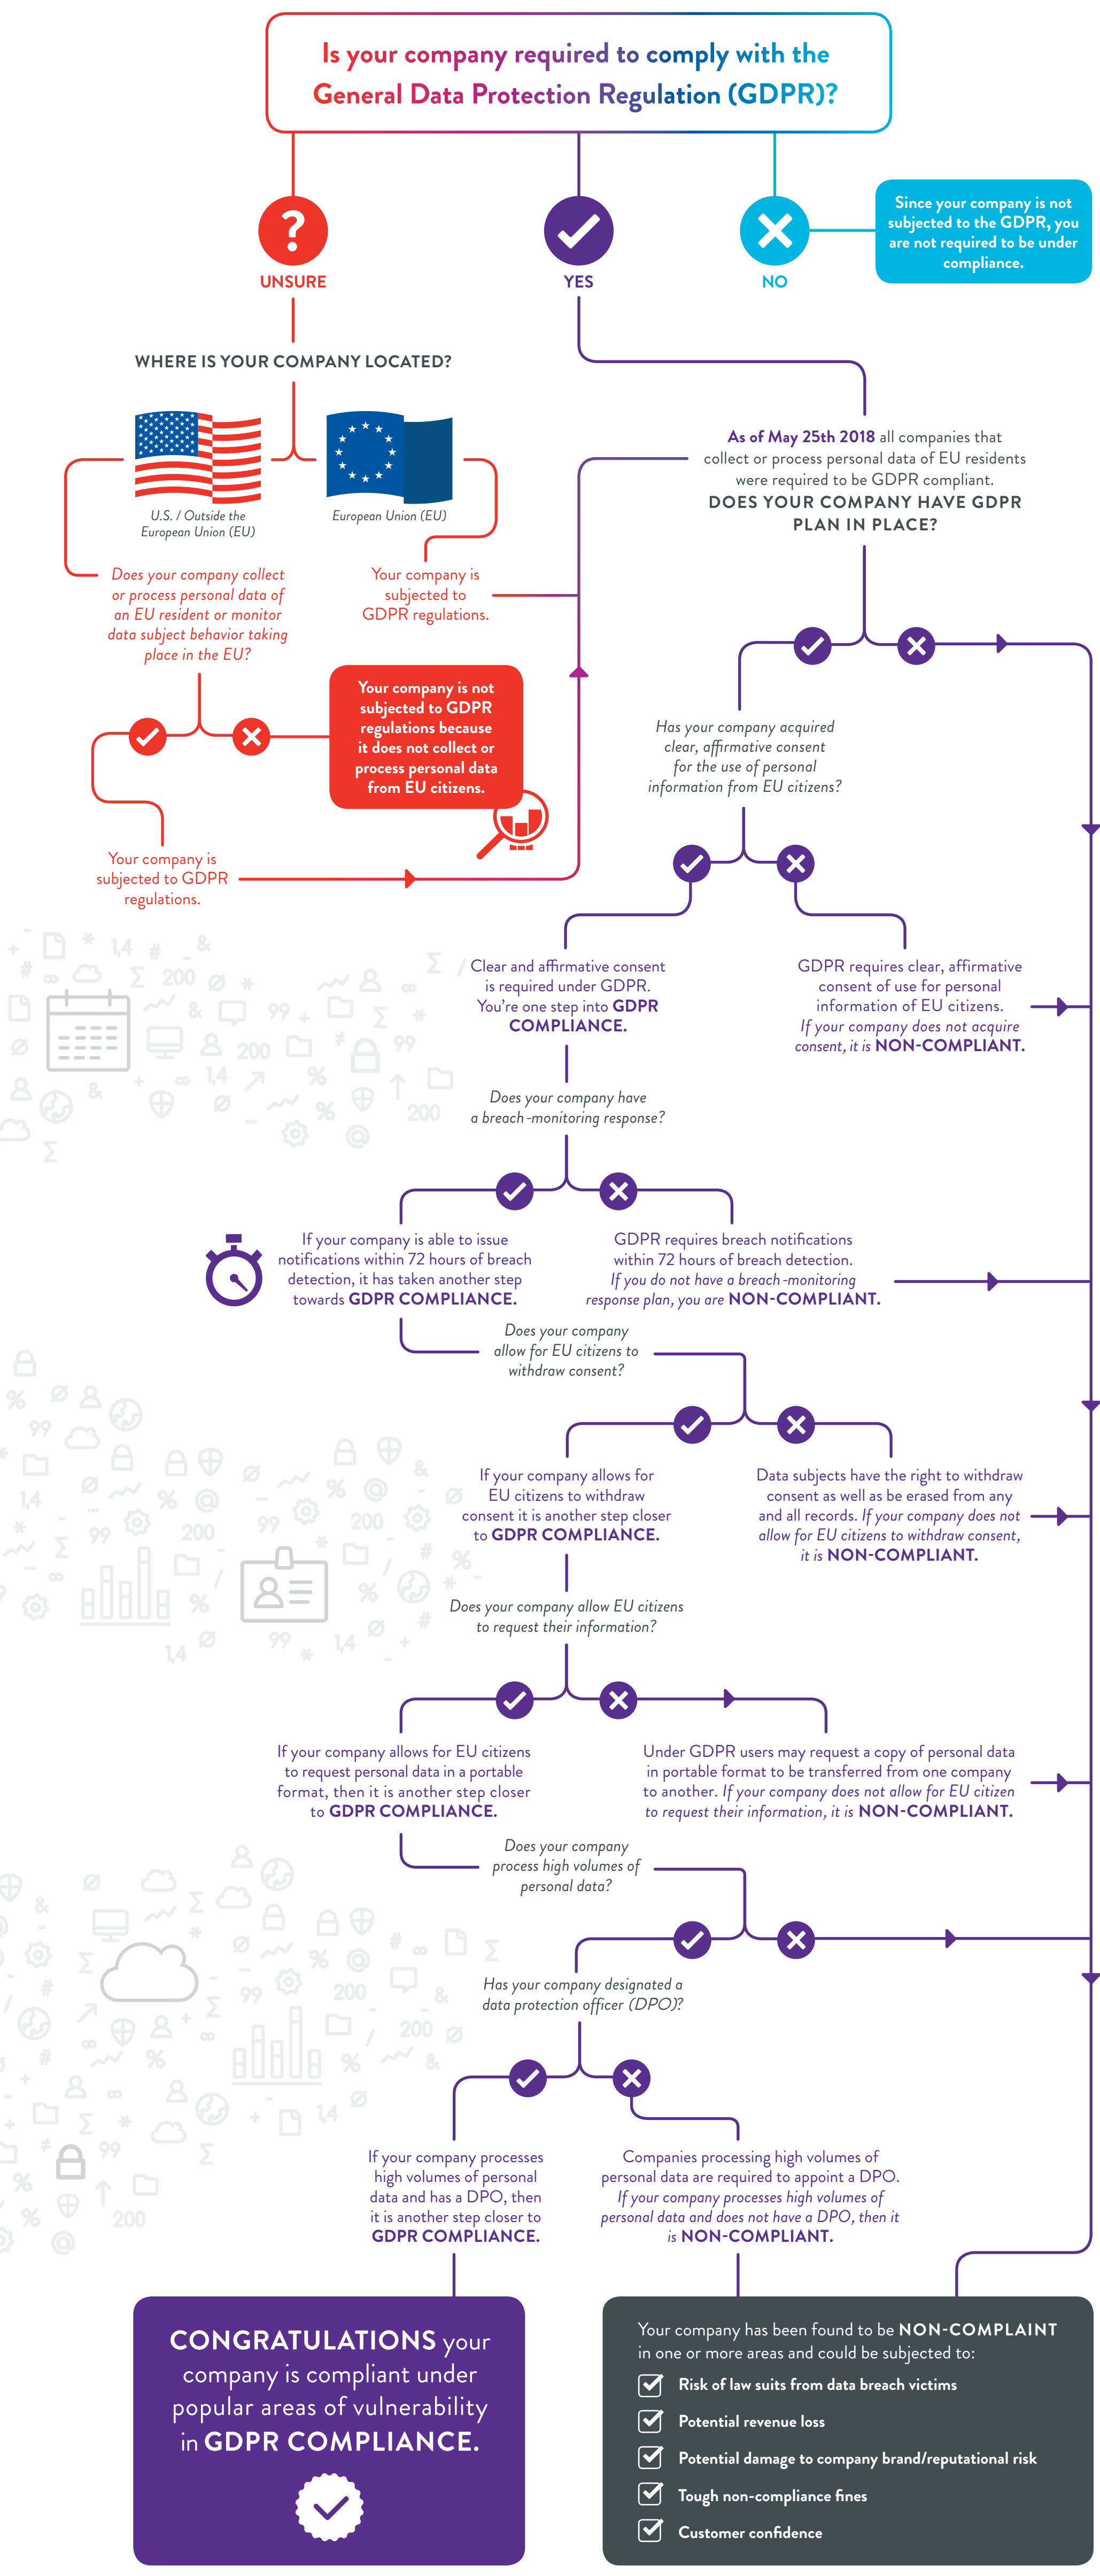 Is your company required to comply with the
General Data Protection Regulation (GDPR)?
?
UNSURE
YES
NO
Since your company is not
subjected to the GDPR, you
are not required to be under
compliance.
WHERE IS YOUR COMPANY LOCATED?
U.S. / Outside the
European Union (EU)
European Union (EU)
As of May 25th 2018 all companies that
collect or process personal data of EU residents
were required to be GDPR compliant.
DOES YOUR COMPANY HAVE GDPR
PLAN IN PLACE?
Does your company collect
or process personal data of
an EU resident or monitor
data subject behavior taking
place in the EU?
Your company is
subjected to
GDPR regulations.
Your company is not
subjected to GDPR
regulations because
it does not collect or
process personal data
from EU citizens.
Your company is
subjected to GDPR
regulations.
Has your company acquired
clear, affirmative consent
for the use of personal
information from EU citizens?
Clear and affirmative consent
is required under GDPR.
You're one step into GDPR
COMPLIANCE.
GDPR requires clear, affirmative
consent of use for personal
information of EU citizens.
If your company does not acquire
consent, it is NON-COMPLIANT.
Does your company have
a breach-monitoring response?
If your company is able to issue
notifications within 72 hours of breach
detection, it has taken another step
towards GDPR COMPLIANCE.
GDPR requires breach notifications
within 72 hours of breach detection.
If you do not have a breach-monitoring
response plan, you are NON-COMPLIANT.
Does your company
allow for EU citizens to
withdraw consent?
If your company allows for
EU citizens to withdraw
consent it is another step closer
to GDPR COMPLIANCE.
Data subjects have the right to withdraw
consent as well as be erased from any
and all records. If your company does not
allow for EU citizens to withdraw consent,
it is NON-COMPLIANT.
Does your company allow EU citizens
to request their information?
If your company allows for EU citizens
to request personal data in a portable
format, then it is another step closer
to GDPR COMPLIANCE.
Under GDPR users may request a copy of personal data
in portable format to be transferred from one company
to another. If your company does not allow for EU citizen
to request their information, it is NON-COMPLIANT.
Does your company
process high volumes of
personal data?
Has your company designated a
data protection officer (DPO)?
If your company processes
high volumes of personal
data and has a DPO, then
it is another step closer to
GDPR COMPLIANCE.
Companies processing high volumes of
personal data are required to appoint a DPO.
If your company processes high volumes of
personal data and does not have a DPO, then it
is NON-COMPLIANT.
CONGRATULATIONS your
company is compliant under
popular areas of vulnerability
in GDPR COMPLIANCE.
Your company has been found to be NON-COMPLAINT
in one or more areas and could be subjected to:
Risk of law suits from data breach victims
Potential revenue loss
Potential damage to company brand/reputational risk
Tough non-compliance fines
Customer confidence